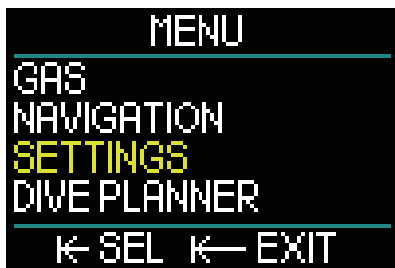 MENU
GAS
NAVIGATION
SETTINGS
DIVE PLANNER
SEL EXIT